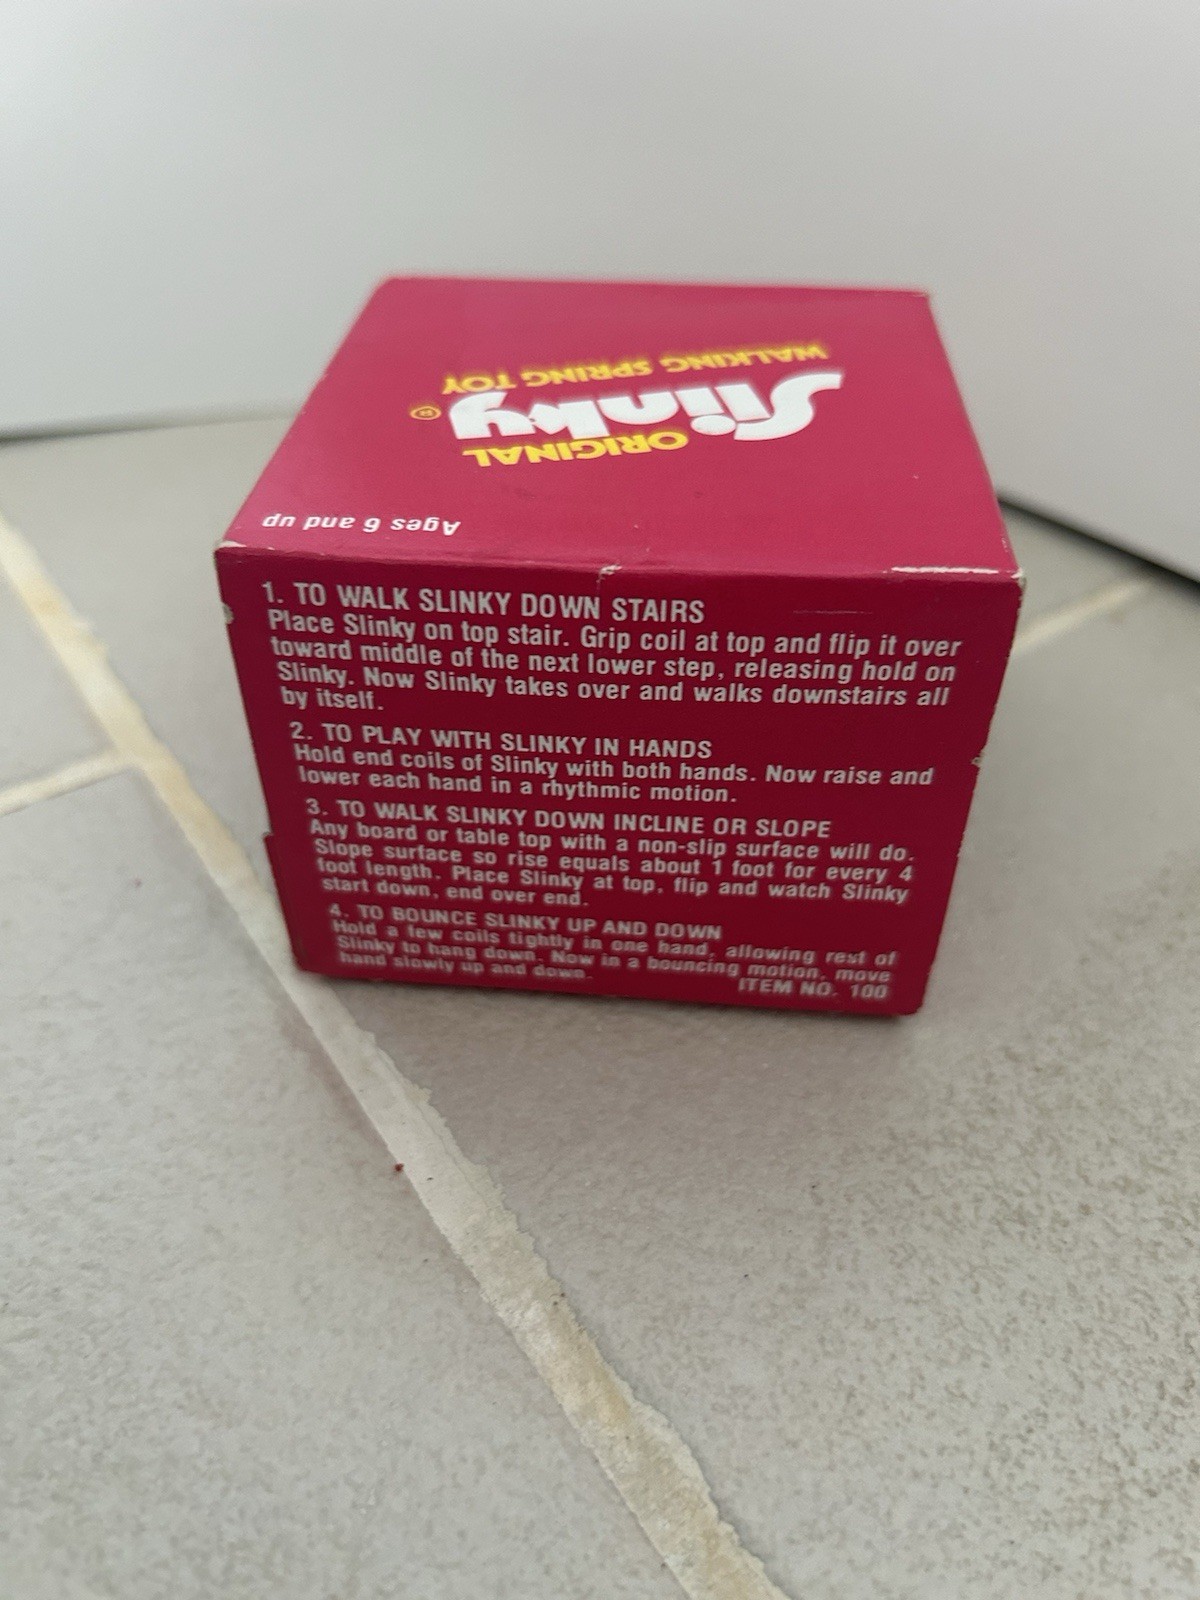 ORIGINAL
Slinky®
WALKING SPRING TOY
Ages 6 and up
1. TO WALK SLINKY DOWN STAIRS
Place Slinky on top stair. Grip coil at top and flip it over
toward middle of the next lower step, releasing hold on
Slinky. Now Slinky takes over and walks downstairs all
by itself.
2. TO PLAY WITH SLINKY IN HANDS
Hold end coils of Slinky with both hands. Now raise and
lower each hand in a rhythmic motion.
3. TO WALK SLINKY DOWN INCLINE OR SLOPE
Any board or table top with a non-slip surface will do.
Slope surface so rise equals about 1 foot for every 4
foot length. Place Slinky at top, flip and watch Slinky
start down, end over end.
4. TO BOUNCE SLINKY UP AND DOWN
Hold a few coils tightly in one hand, allowing rest of
Slinky to hang down. Now in a bouncing motion, move
hand slowly up and down.
ITEM NO. 100